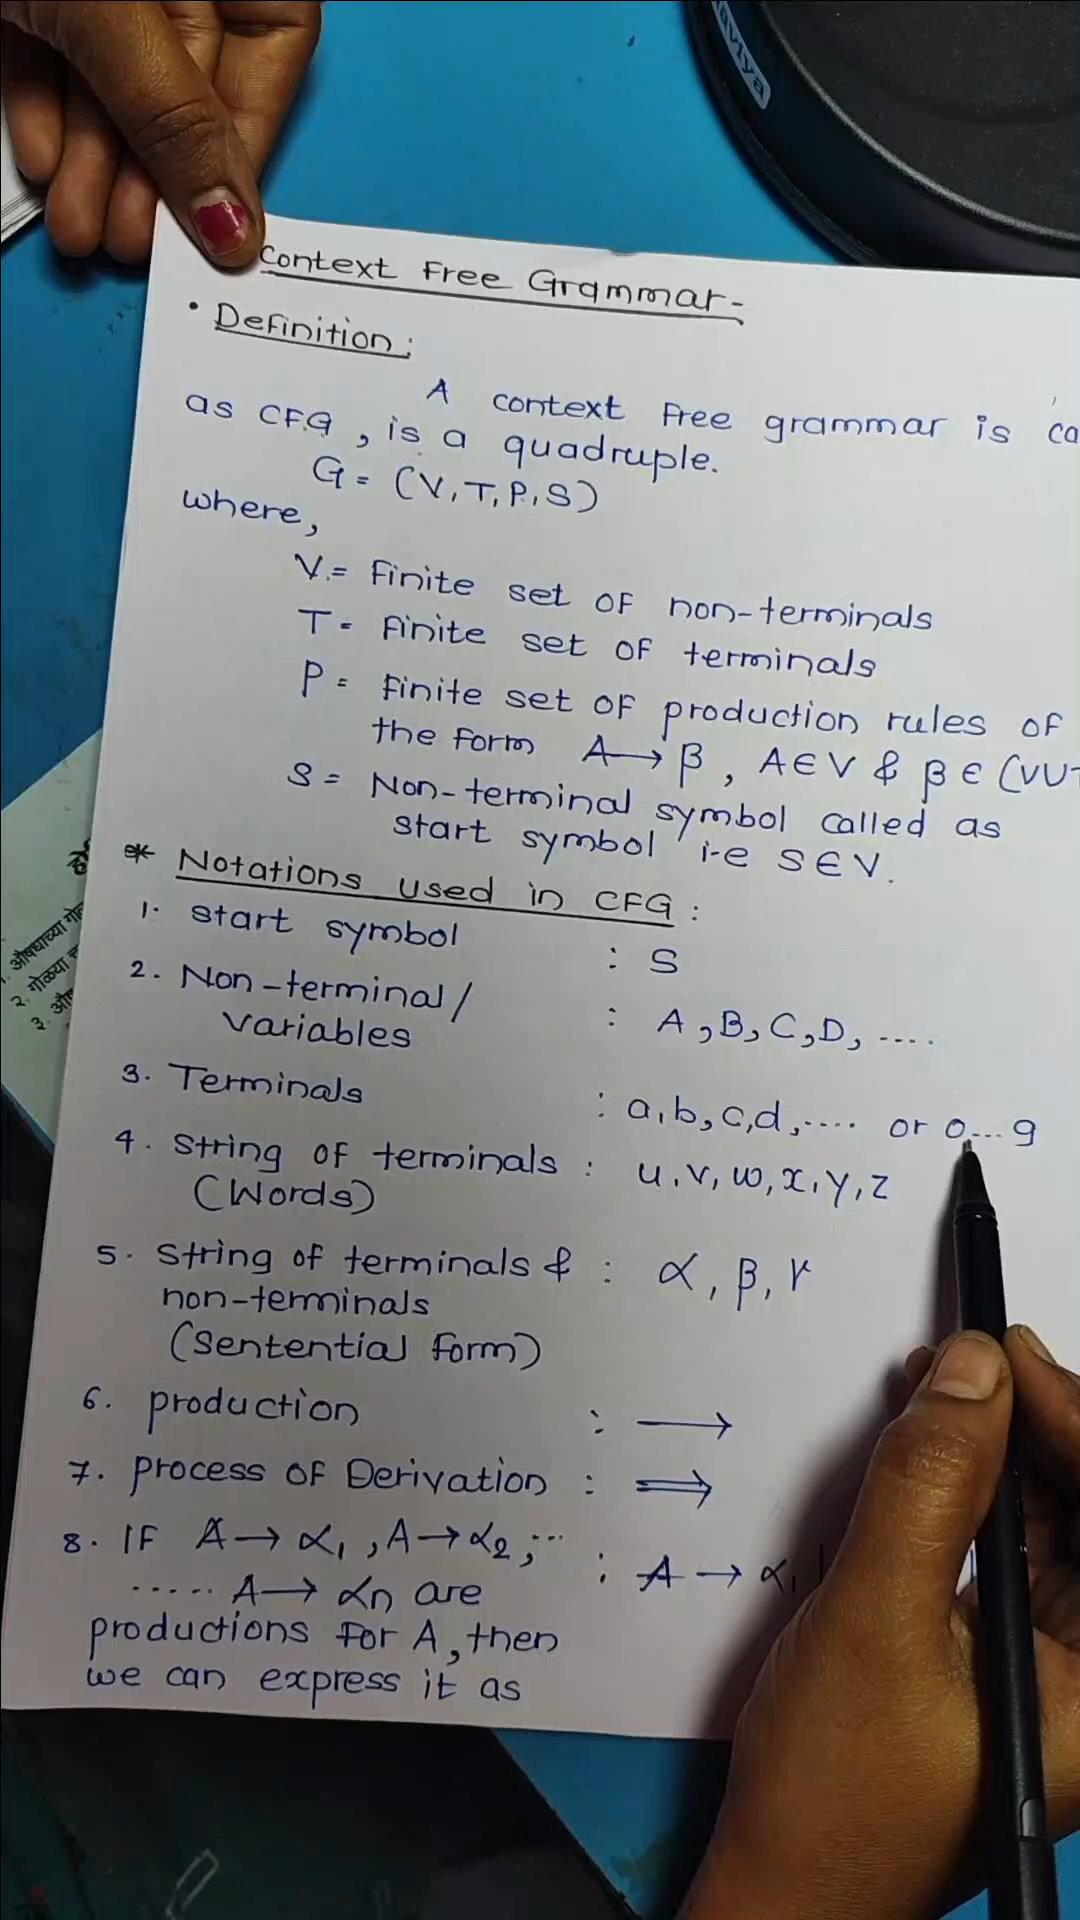 aviya
Context Free Grammar-
• Definition:
A context free grammar is ca
as CFG, is a quadruple.
G = (V, T, P, S)
where,
V = finite set of non-terminals
T = finite set of terminals
P = finite set of production rules of
the form A → β, A ∈ V & β ∈ (VU
S = Non-terminal symbol called as
start symbol i.e S ∈ V.
* Notations used in CFG :
1. start symbol : S
2. Non-terminal/
variables : A, B, C, D, ....
3. Terminals : a, b, c, d, .... or 0...9
4. string of terminals : u, v, w, x, y, z
(Words)
5. string of terminals & : α, β, γ
non-terminals
(sentential form)
6. production : →
7. process of Derivation : ⇒
8. IF A → α1, A → α2, ...
..... A → αn are : A → α1 |
productions for A, then
we can express it as
औषधाच्या
२. गोळ्या
३.